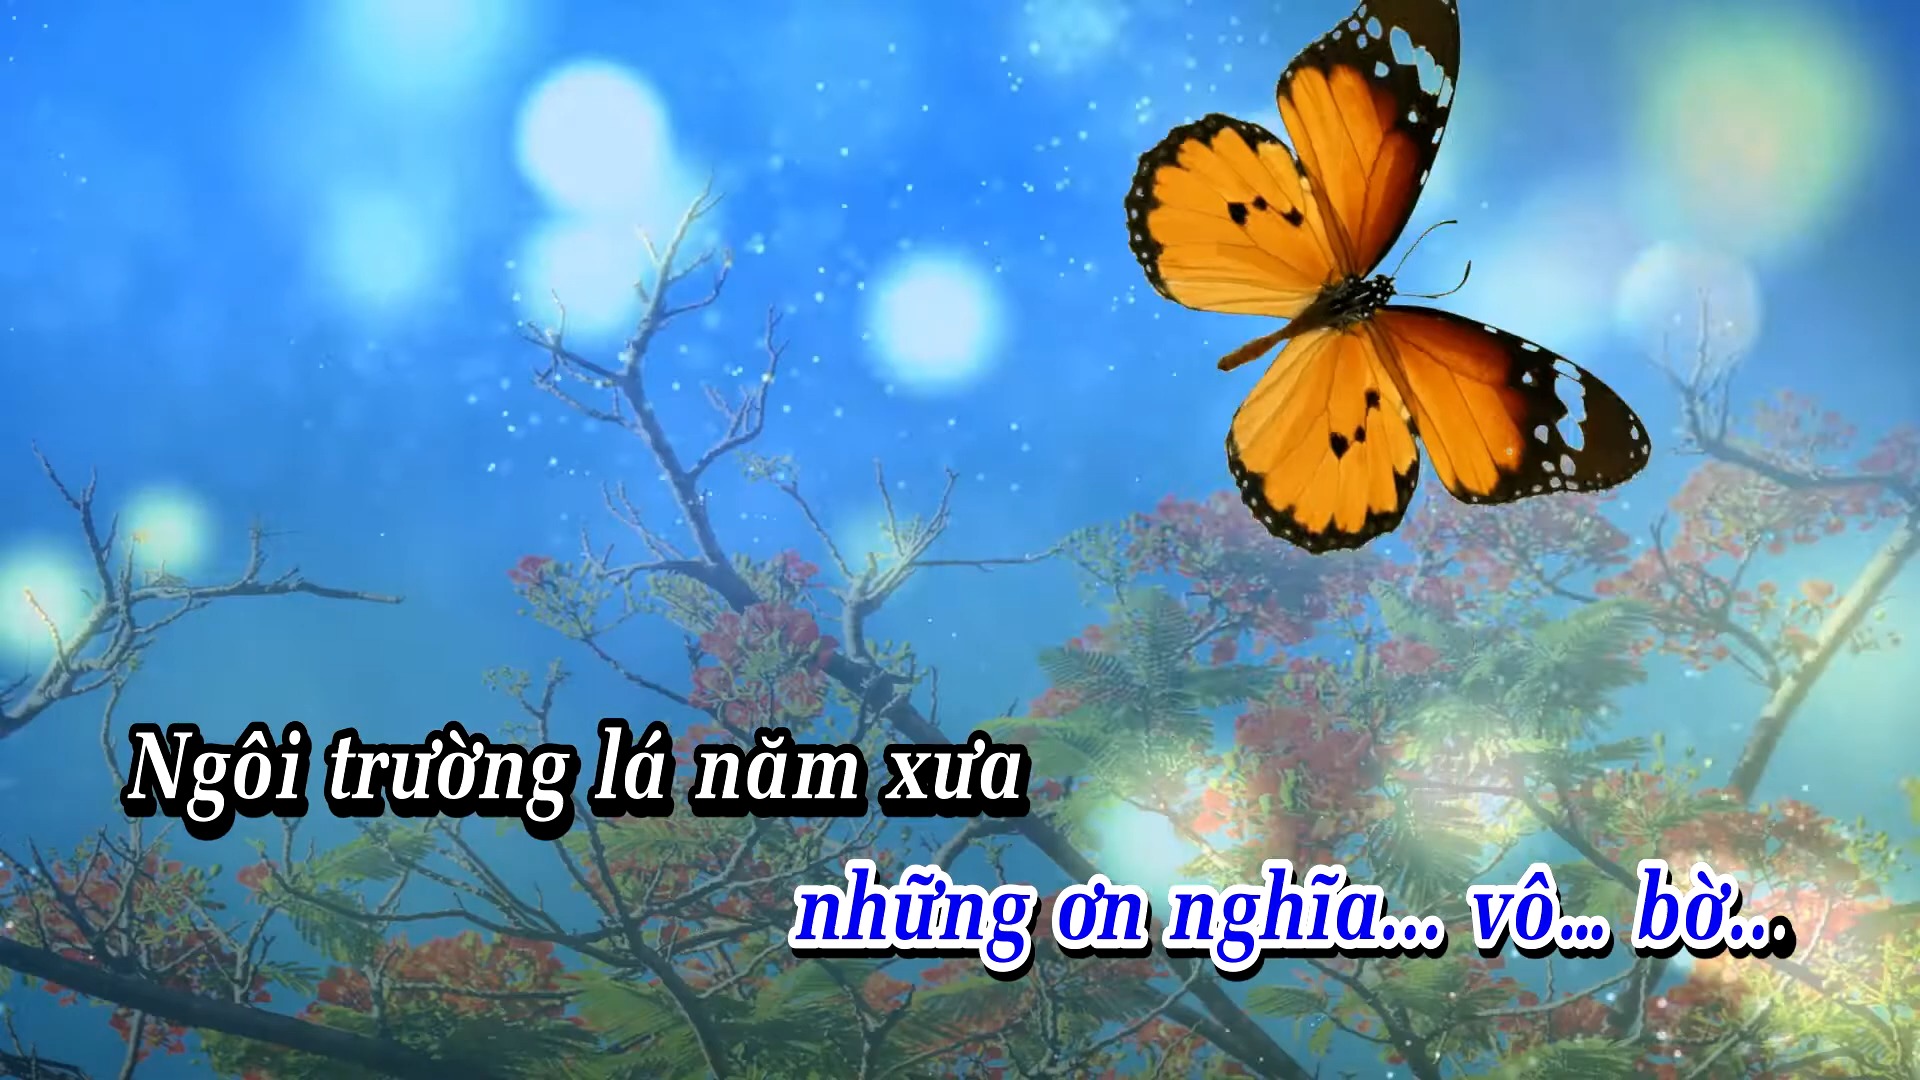 Ngôi trường lá năm xưa
những ơn nghĩa... vô... bờ...